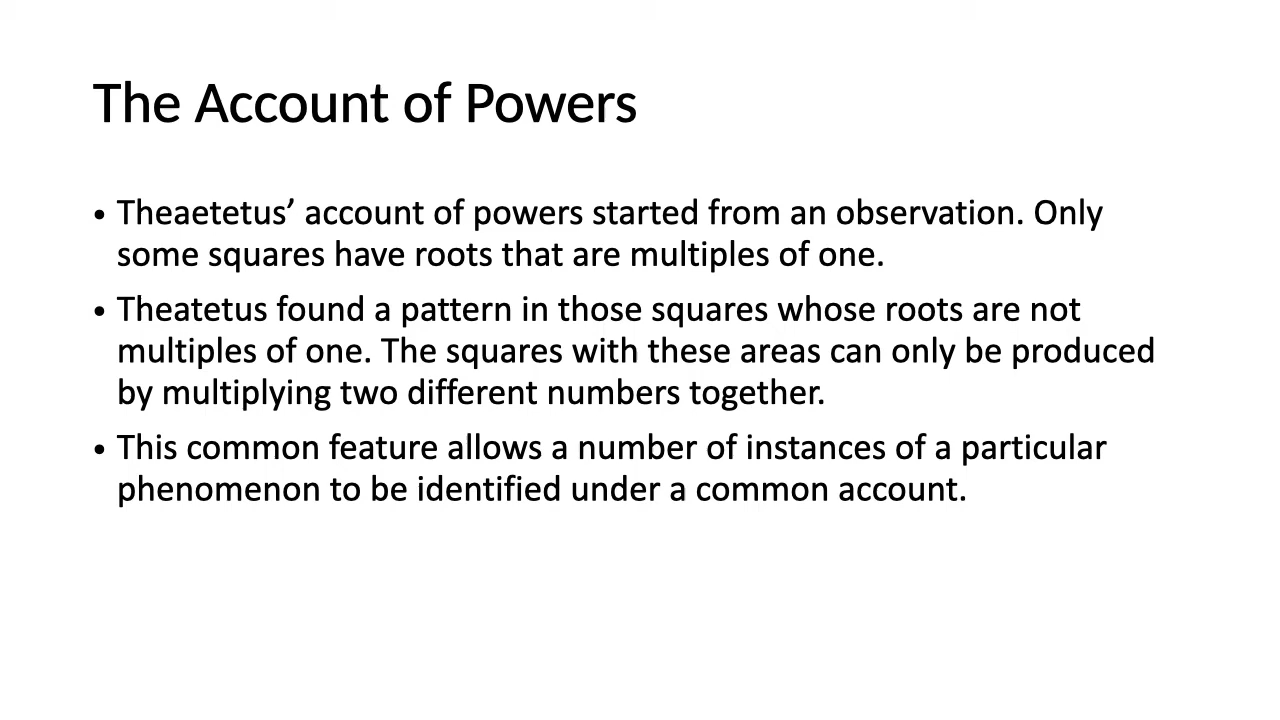 The Account of Powers
• Theaetetus’ account of powers started from an observation. Only
some squares have roots that are multiples of one.
• Theatetus found a pattern in those squares whose roots are not
multiples of one. The squares with these areas can only be produced
by multiplying two different numbers together.
• This common feature allows a number of instances of a particular
phenomenon to be identified under a common account.